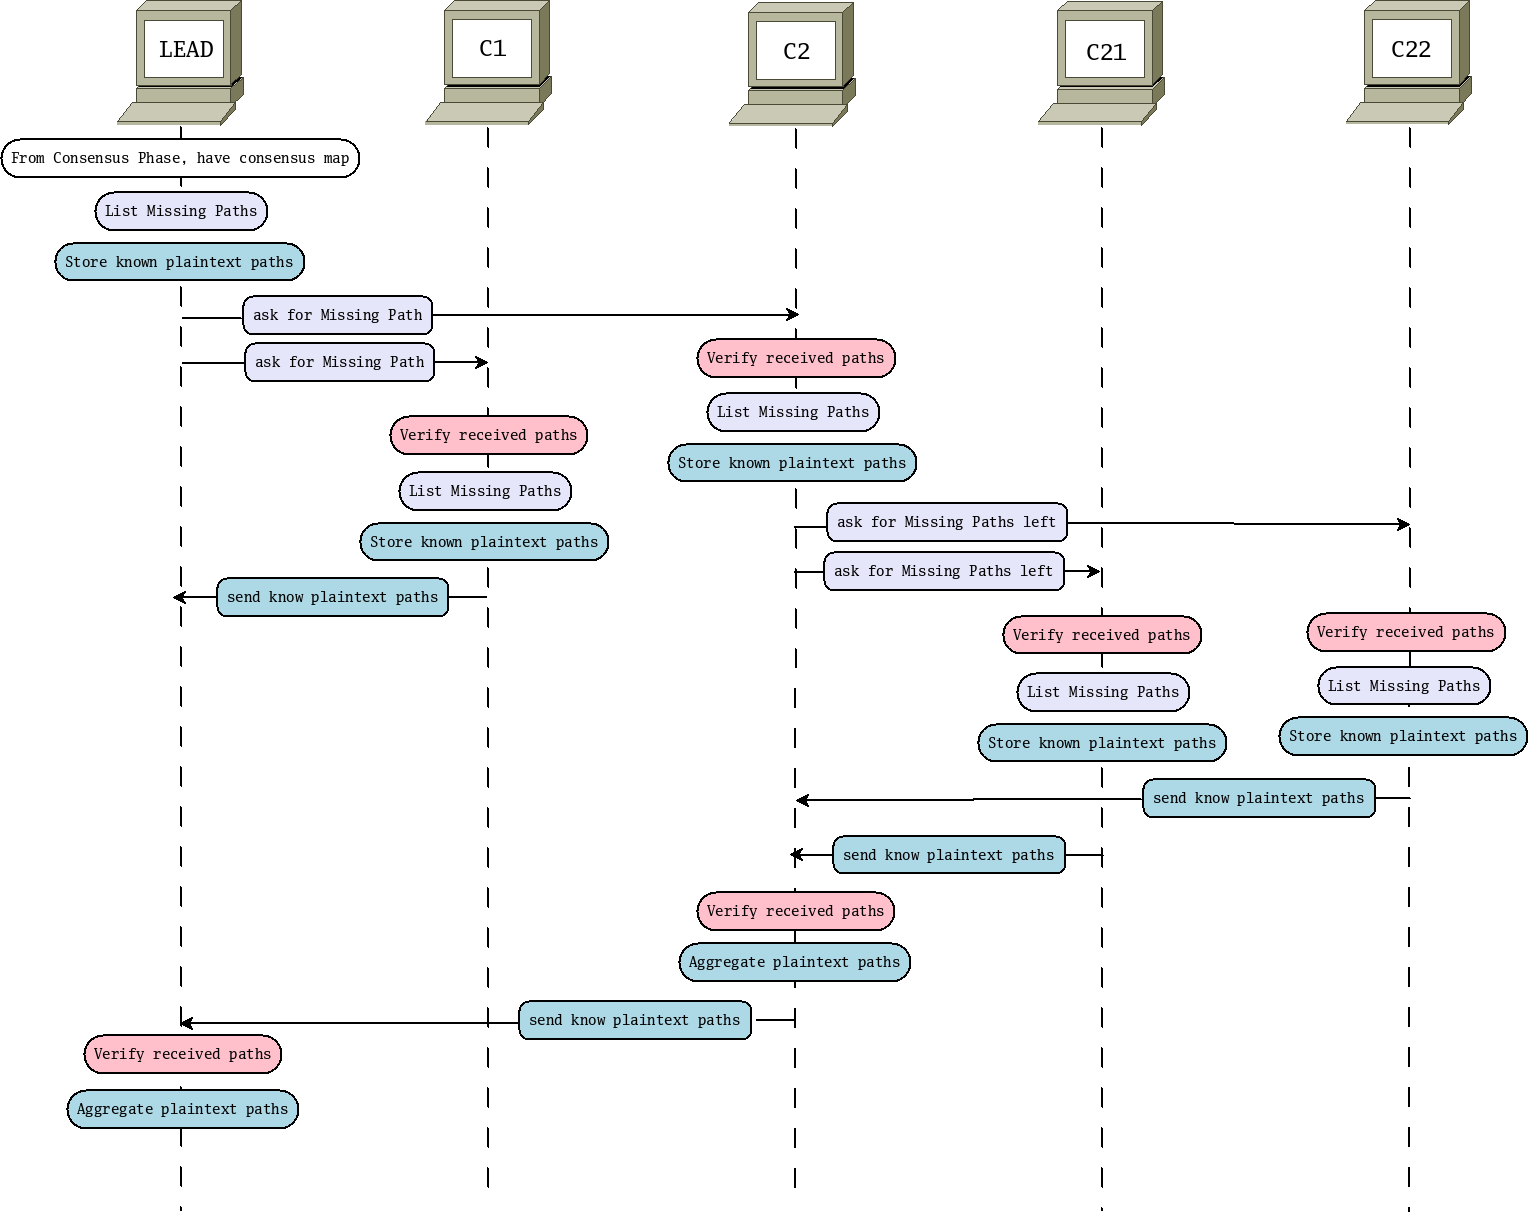 LEAD
C1
C2
C21
C22
From Consensus Phase, have consensus map
List Missing Paths
Store known plaintext paths
ask for Missing Path
ask for Missing Path
Verify received paths
List Missing Paths
Verify received paths
Store known plaintext paths
List Missing Paths
ask for Missing Paths left
Store known plaintext paths
ask for Missing Paths left
send know plaintext paths
Verify received paths
Verify received paths
List Missing Paths
List Missing Paths
Store known plaintext paths
Store known plaintext paths
send know plaintext paths
send know plaintext paths
Verify received paths
Aggregate plaintext paths
send know plaintext paths
Verify received paths
Aggregate plaintext paths